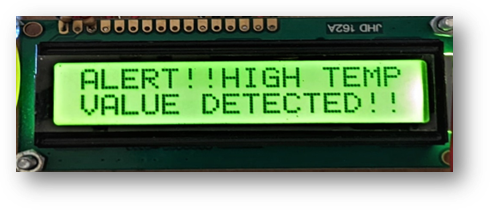 JHD 162A
ALERT!!HIGH TEMP
VALUE DETECTED!!